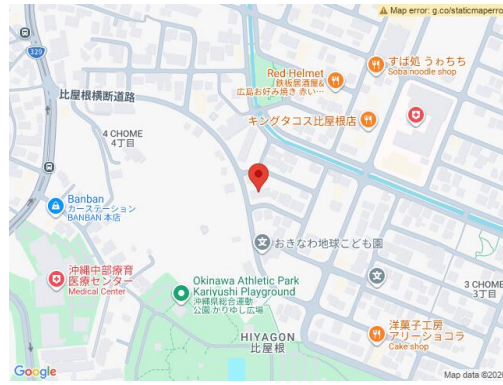 Map error: g.co/staticmaperro
329
比屋根横断道路
4 CHOME
4丁目
Red Helmet
鉄板居酒屋&
広島お好み焼き 赤い…
すば処 うゎちち
Soba noodle shop
キングタコス比屋根店
Banban
カーステーション
BANBAN 本店
おきなわ地球こども園
沖縄中部療育
医療センター
Medical Center
Okinawa Athletic Park
Kariyushi Playground
沖縄県総合運動
公園 かりゆし広場
3 CHOME
3丁目
HIYAGON
比屋根
洋菓子工房
アリーショコラ
Cake shop
Google
Map data ©202